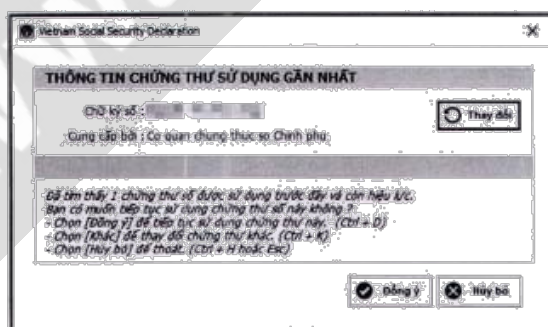 Vietnam Social Security Declaration
THÔNG TIN CHỨNG THƯ SỬ DỤNG GẦN NHẤT
Chữ ký số :
Thay đổi
Cung cấp bởi : Cơ quan chứng thực số Chính phủ
Đã tìm thấy 1 chứng thư số được sử dụng trước đây và còn hiệu lực.
Bạn có muốn tiếp tục sử dụng chứng thư số này không ?
- Chọn [Đồng ý] để tiếp tục sử dụng chứng thư này. (Ctrl + D)
- Chọn [Khác] để thay đổi chứng thư khác. (Ctrl + K)
- Chọn [Hủy bỏ] để thoát. (Ctrl + H hoặc Esc)
Đồng ý
Hủy bỏ